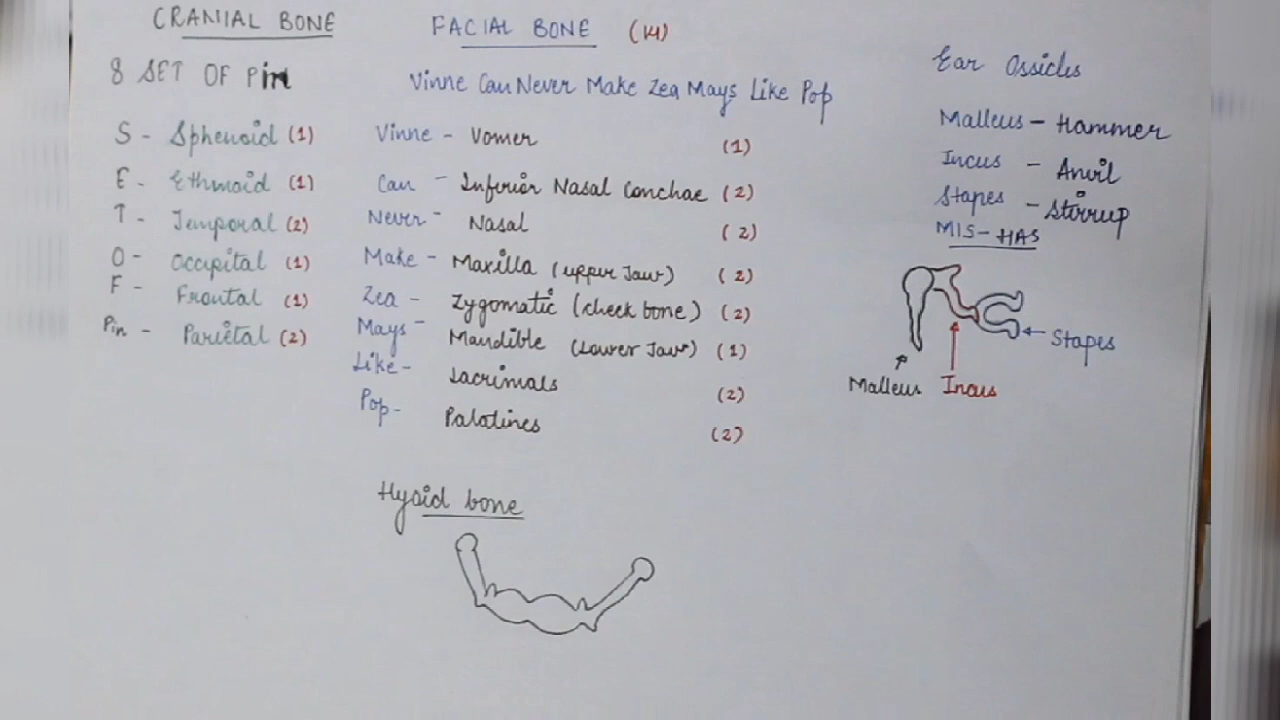 CRANIAL BONE
8 SET OF Pin
S - Sphenoid (1)
E - Ethmoid (1)
T - Temporal (2)
O - Occipital (1)
F - Frontal (1)
Pin - Parietal (2)
FACIAL BONE (14)
Vinne Can Never Make Zea Mays Like Pop
Vinne - Vomer (1)
Can - Inferior Nasal Conchae (2)
Never - Nasal (2)
Make - Maxilla (upper Jaw) (2)
Zea - Zygomatic (cheek bone) (2)
Mays - Mandible (Lower Jaw) (1)
Like - Lacrimals (2)
Pop - Palatines (2)
Hyoid bone
Ear Ossicles
Malleus - Hammer
Incus - Anvil
Stapes - Stirrup
MIS - HAS
Stapes
Malleus Incus